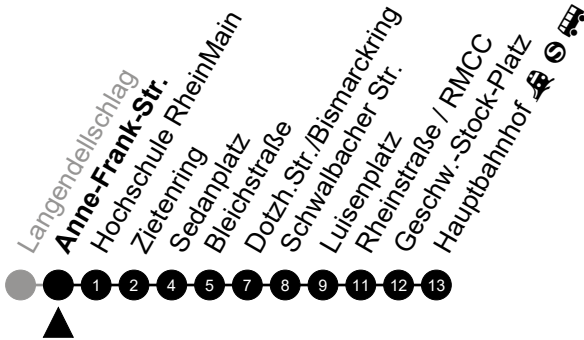 Langendellschlag
Anne-Frank-Str.
Hochschule RheinMain
Zietenring
Sedanplatz
Bleichstraße
Dotzh.Str./Bismarckring
Schwalbacher Str.
Luisenplatz
Rheinstraße / RMCC
Geschw.-Stock-Platz
Hauptbahnhof S
1 2 4 5 7 8 9 11 12 13